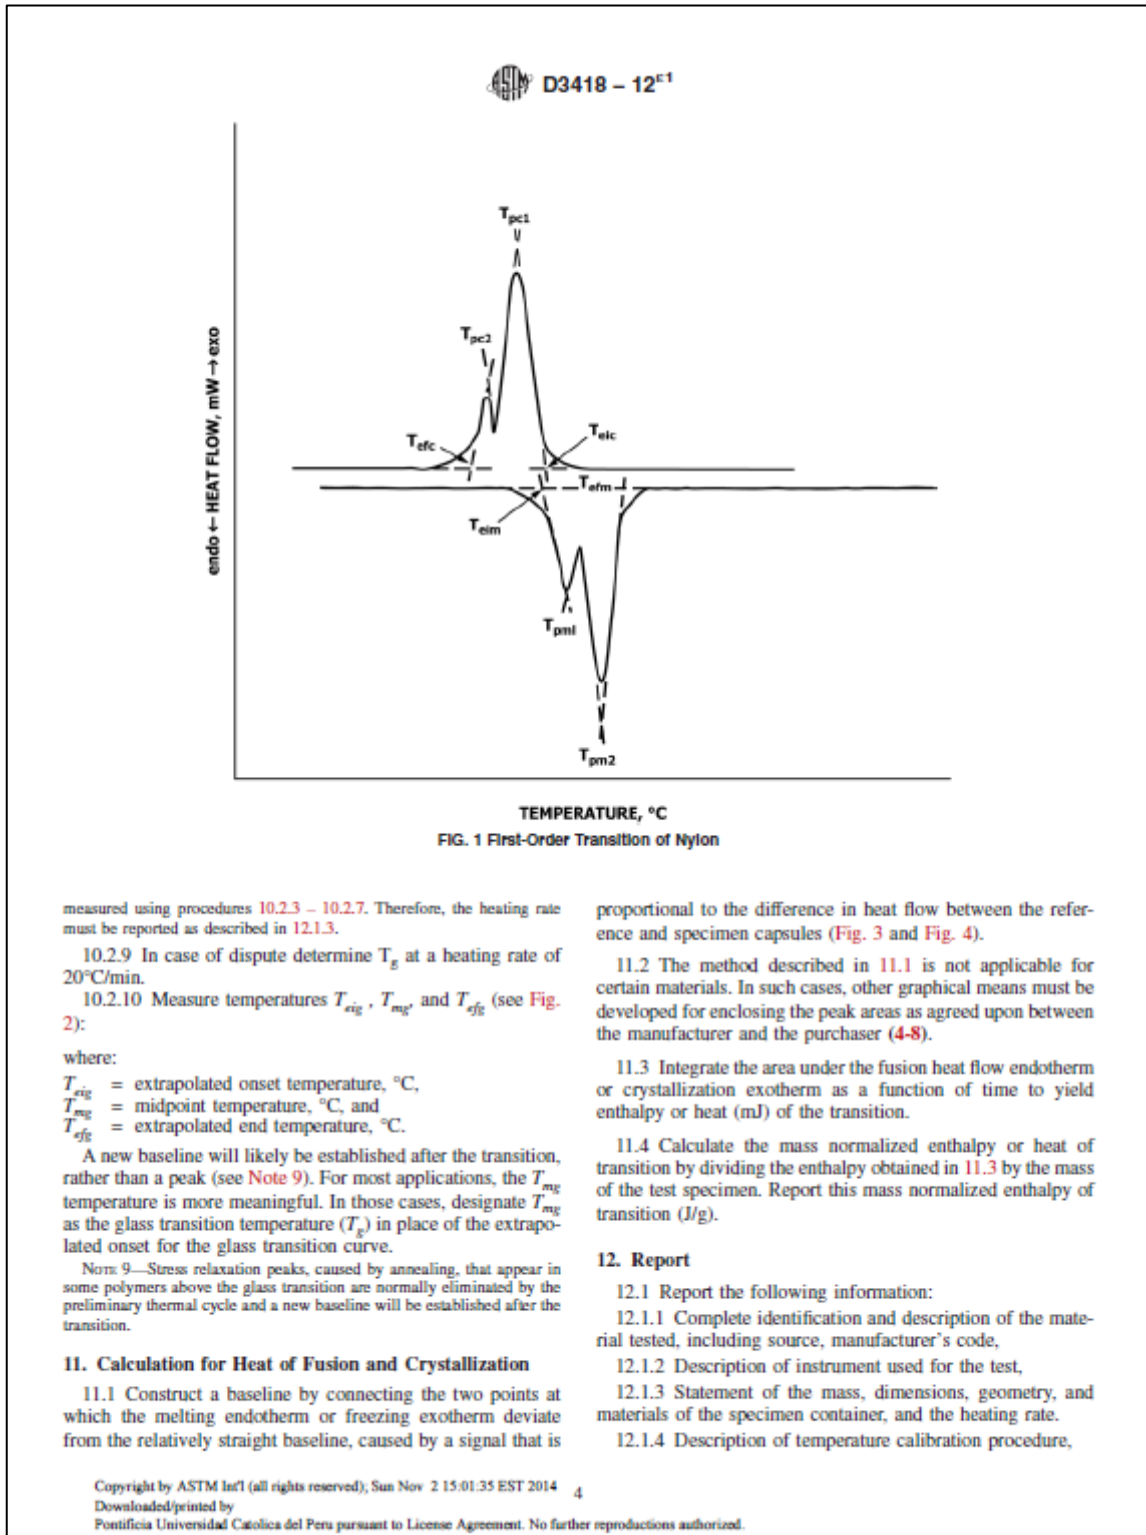 ASTM D3418 – 12ε1
Tpc1
Tpc2
Tefc
Teic
Tefm
Teim
Tpm1
Tpm2
endo ← HEAT FLOW, mW → exo
TEMPERATURE, °C
FIG. 1 First-Order Transition of Nylon
measured using procedures 10.2.3 – 10.2.7. Therefore, the heating rate
must be reported as described in 12.1.3.
10.2.9 In case of dispute determine Tg at a heating rate of
20°C/min.
10.2.10 Measure temperatures Teig , Tmg, and Tefg (see Fig.
2):
where:
Teig = extrapolated onset temperature, °C,
Tmg = midpoint temperature, °C, and
Tefg = extrapolated end temperature, °C.
A new baseline will likely be established after the transition,
rather than a peak (see Note 9). For most applications, the Tmg
temperature is more meaningful. In those cases, designate Tmg
as the glass transition temperature (Tg) in place of the extrapo-
lated onset for the glass transition curve.
NOTE 9—Stress relaxation peaks, caused by annealing, that appear in
some polymers above the glass transition are normally eliminated by the
preliminary thermal cycle and a new baseline will be established after the
transition.
11. Calculation for Heat of Fusion and Crystallization
11.1 Construct a baseline by connecting the two points at
which the melting endotherm or freezing exotherm deviate
from the relatively straight baseline, caused by a signal that is
proportional to the difference in heat flow between the refer-
ence and specimen capsules (Fig. 3 and Fig. 4).
11.2 The method described in 11.1 is not applicable for
certain materials. In such cases, other graphical means must be
developed for enclosing the peak areas as agreed upon between
the manufacturer and the purchaser (4-8).
11.3 Integrate the area under the fusion heat flow endotherm
or crystallization exotherm as a function of time to yield
enthalpy or heat (mJ) of the transition.
11.4 Calculate the mass normalized enthalpy or heat of
transition by dividing the enthalpy obtained in 11.3 by the mass
of the test specimen. Report this mass normalized enthalpy of
transition (J/g).
12. Report
12.1 Report the following information:
12.1.1 Complete identification and description of the mate-
rial tested, including source, manufacturer's code,
12.1.2 Description of instrument used for the test,
12.1.3 Statement of the mass, dimensions, geometry, and
materials of the specimen container, and the heating rate.
12.1.4 Description of temperature calibration procedure,
Copyright by ASTM Int'l (all rights reserved); Sun Nov 2 15:01:35 EST 2014
4
Downloaded/printed by
Pontificia Universidad Catolica del Peru pursuant to License Agreement. No further reproductions authorized.